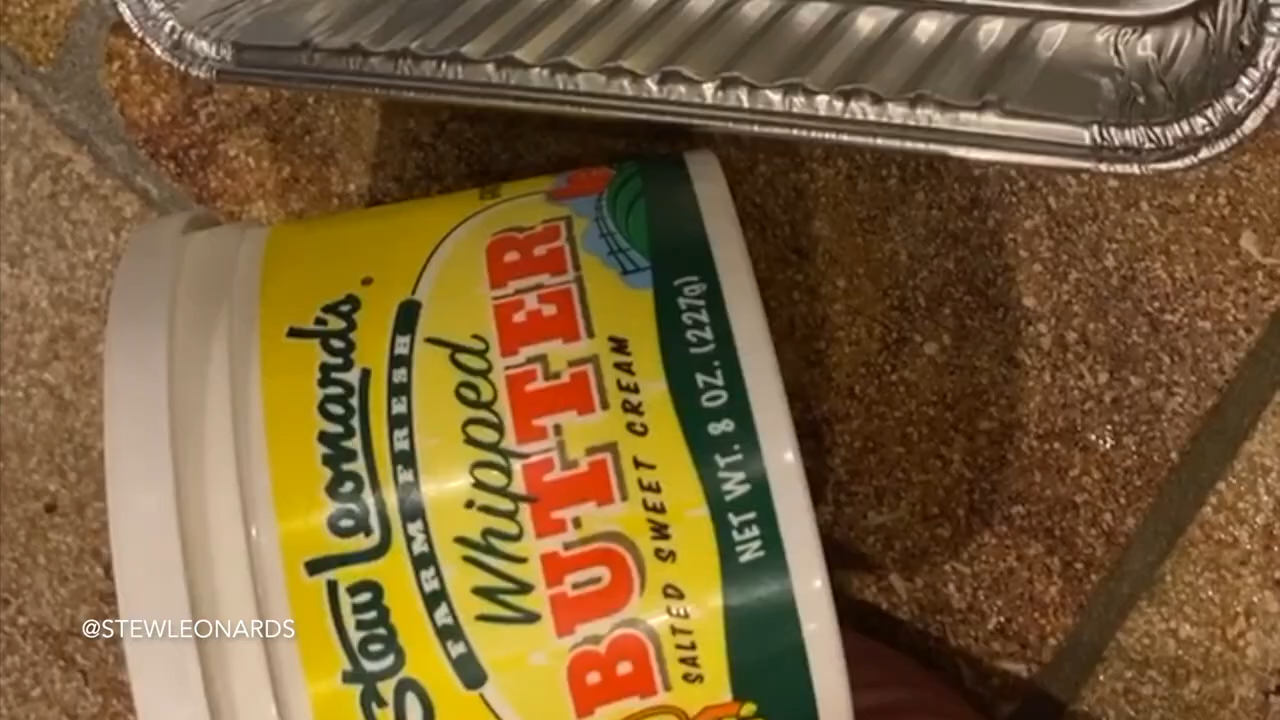 Stew Leonard's.
FARM FRESH
Whipped
BUTTER
SALTED SWEET CREAM
NET WT. 8 OZ. (227g)
@STEWLEONARDS